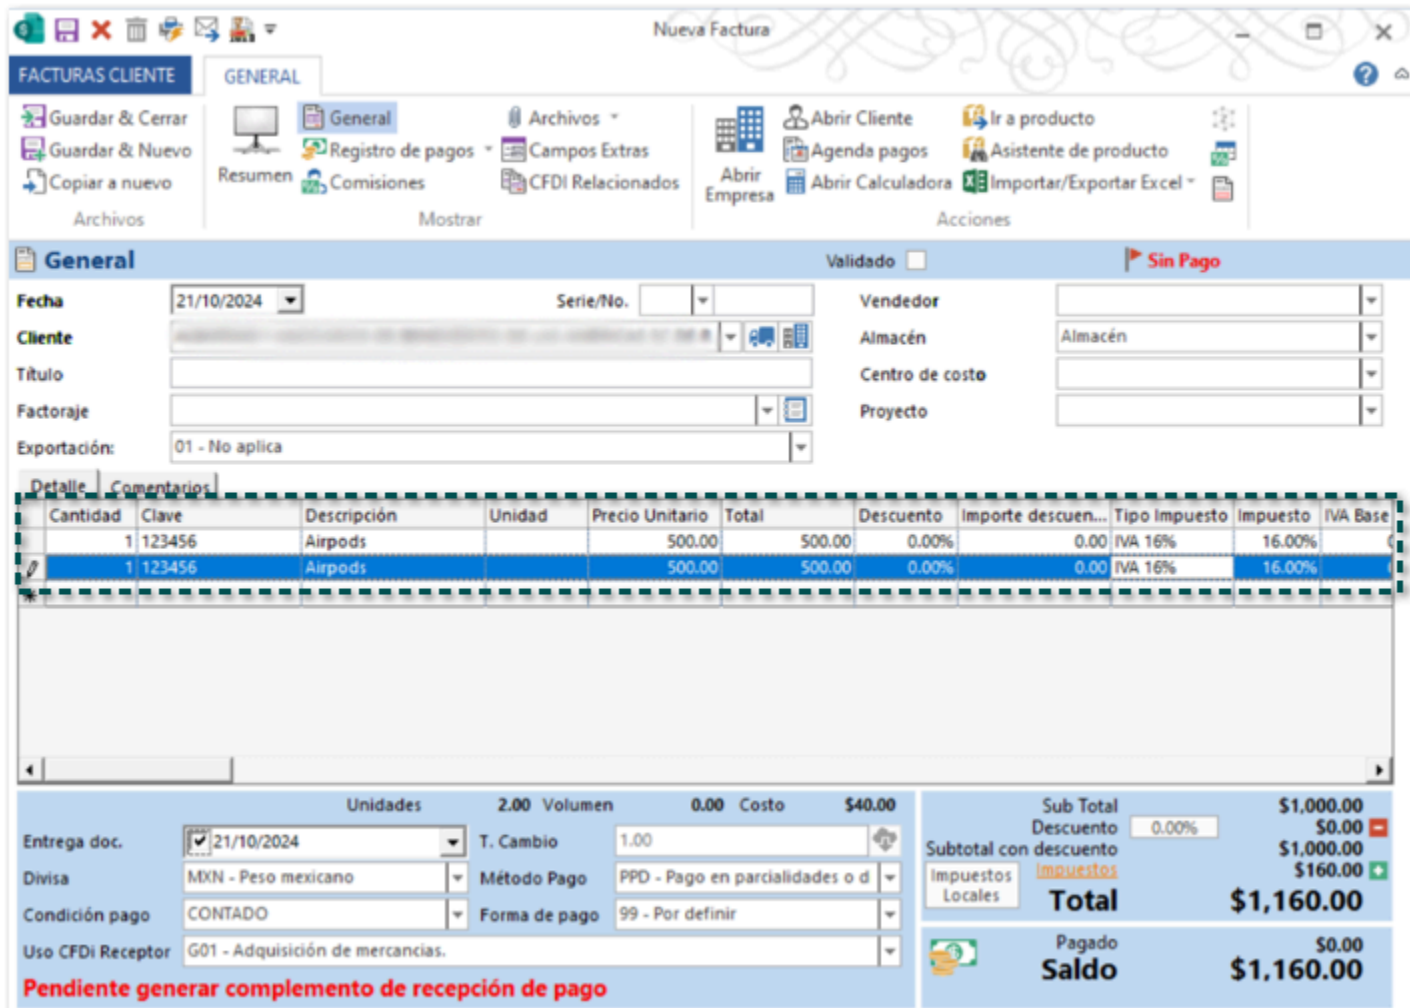 Nueva Factura
FACTURAS CLIENTE GENERAL
Guardar & Cerrar General Archivos Abrir Cliente Ir a producto
Guardar & Nuevo Registro de pagos Campos Extras Agenda pagos Asistente de producto
Copiar a nuevo Resumen Comisiones CFDI Relacionados Abrir Empresa Abrir Calculadora Importar/Exportar Excel
Archivos Mostrar Acciones
General Validado Sin Pago
Fecha 21/10/2024 Serie/No. Vendedor
Cliente Almacén Almacén
Título Centro de costo
Factoraje Proyecto
Exportación: 01 - No aplica
Detalle Comentarios
Cantidad Clave Descripción Unidad Precio Unitario Total Descuento Importe descuen... Tipo Impuesto Impuesto IVA Base
1 123456 Airpods 500.00 500.00 0.00% 0.00 IVA 16% 16.00%
1 123456 Airpods 500.00 500.00 0.00% 0.00 IVA 16% 16.00%
Unidades 2.00 Volumen 0.00 Costo $40.00
Entrega doc. 21/10/2024 T. Cambio 1.00
Divisa MXN - Peso mexicano Método Pago PPD - Pago en parcialidades o d
Condición pago CONTADO Forma de pago 99 - Por definir
Uso CFDi Receptor G01 - Adquisición de mercancias.
Pendiente generar complemento de recepción de pago
Sub Total $1,000.00
Descuento 0.00% $0.00
Subtotal con descuento $1,000.00
Impuestos Locales Impuestos $160.00
Total $1,160.00
Pagado $0.00
Saldo $1,160.00